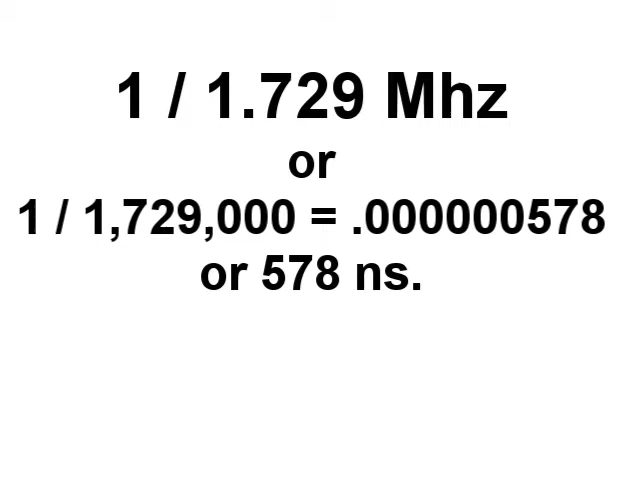 1 / 1.729 Mhz
or
1 / 1,729,000 = .000000578
or 578 ns.